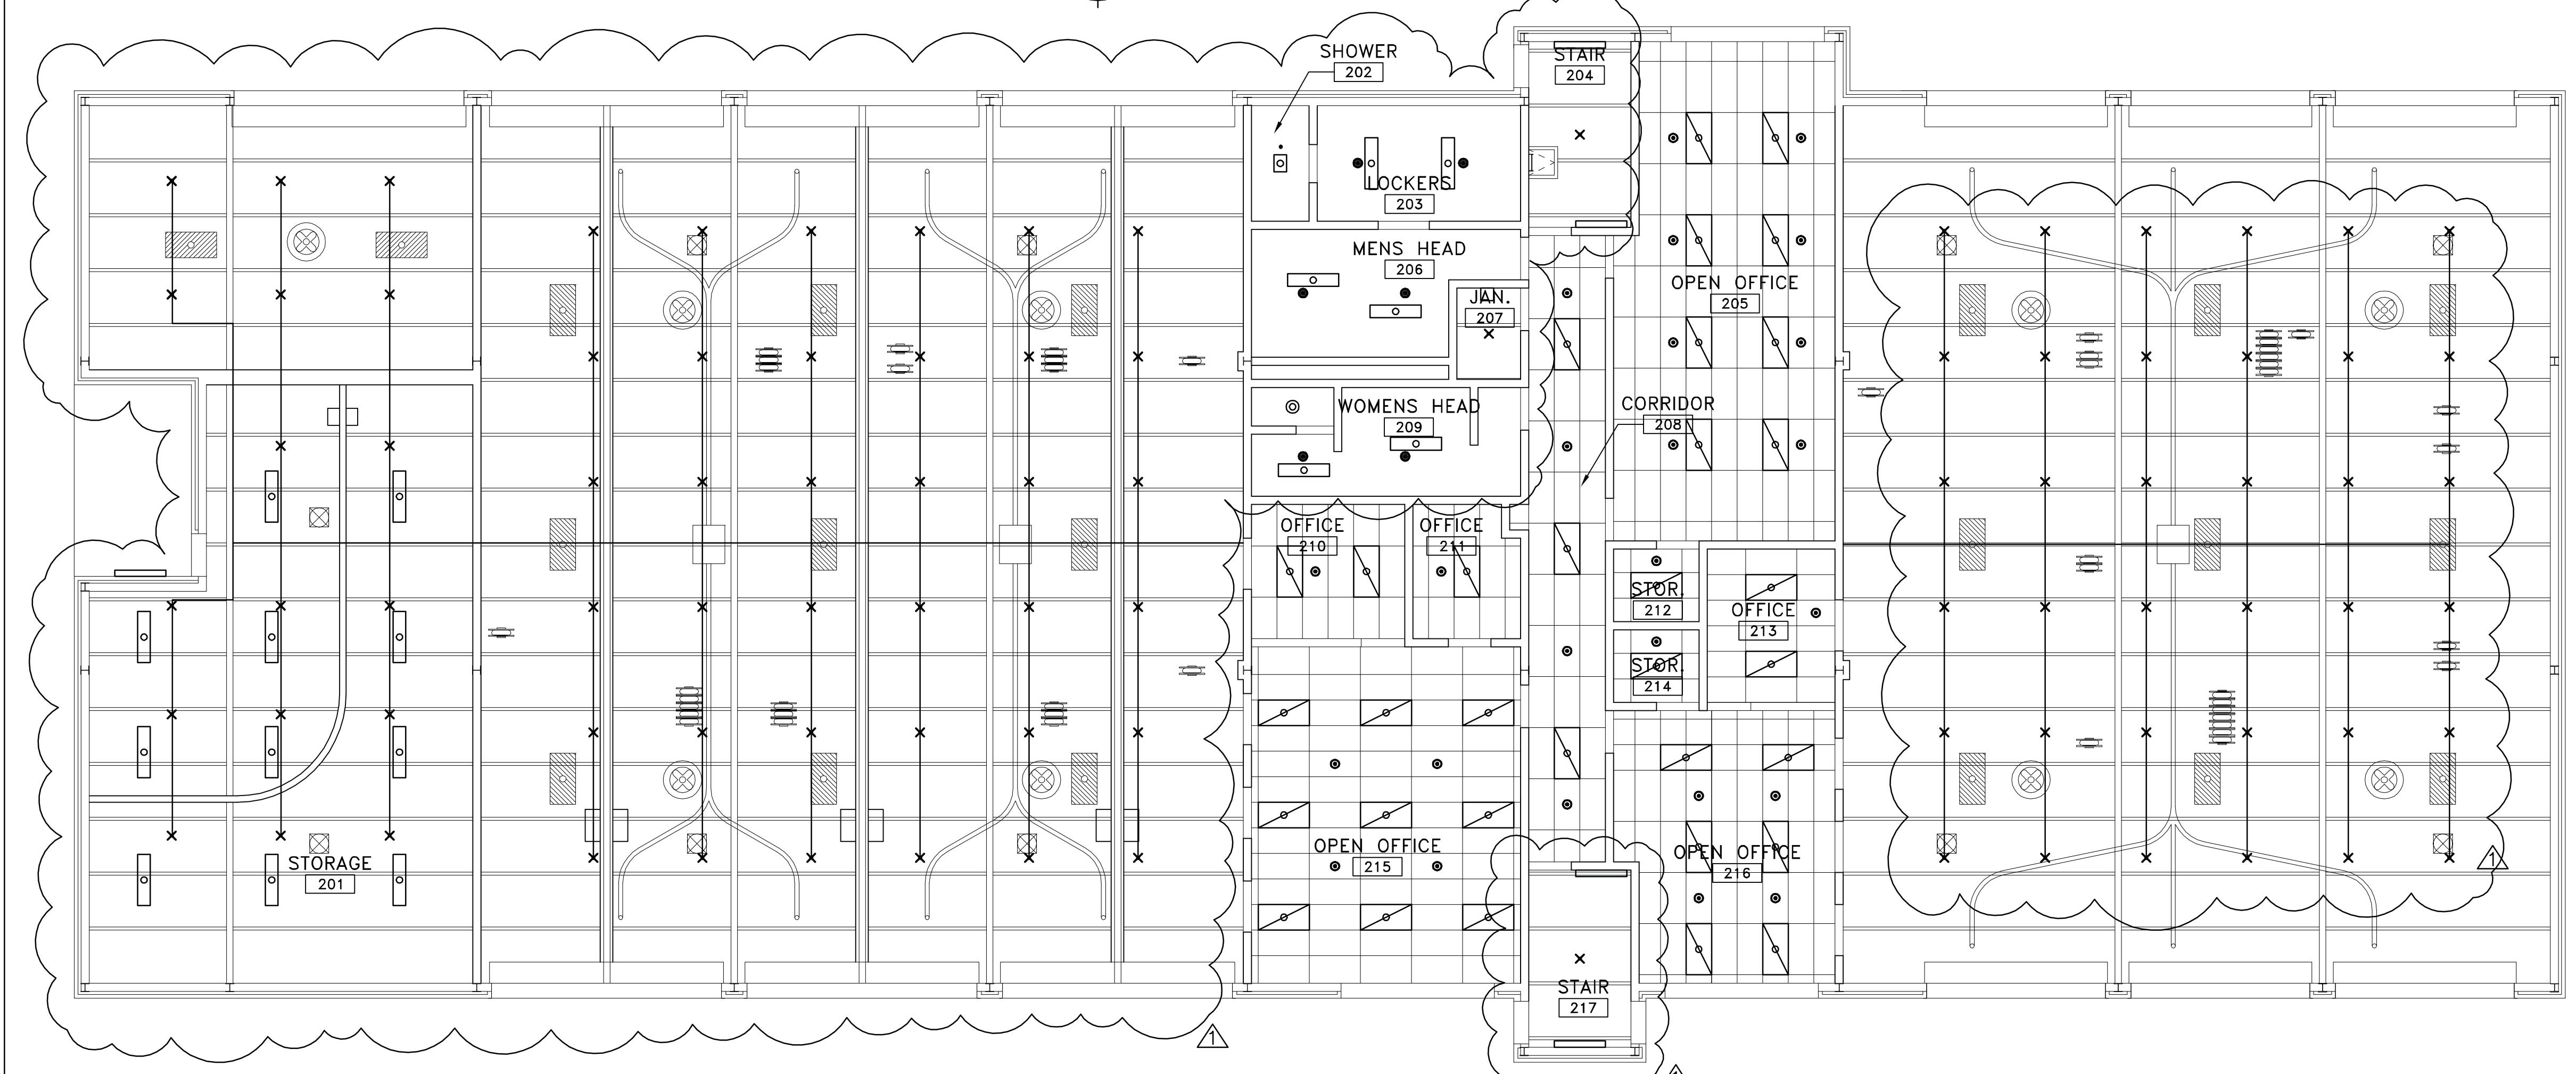 SHOWER
202
STAIR
204
LOCKERS
203
MENS HEAD
206
JAN.
207
OPEN OFFICE
205
WOMENS HEAD
209
CORRIDOR
208
OFFICE
210
OFFICE
211
STOR.
212
OFFICE
213
STOR.
214
OPEN OFFICE
215
OPEN OFFICE
216
STORAGE
201
STAIR
217
1
1
1